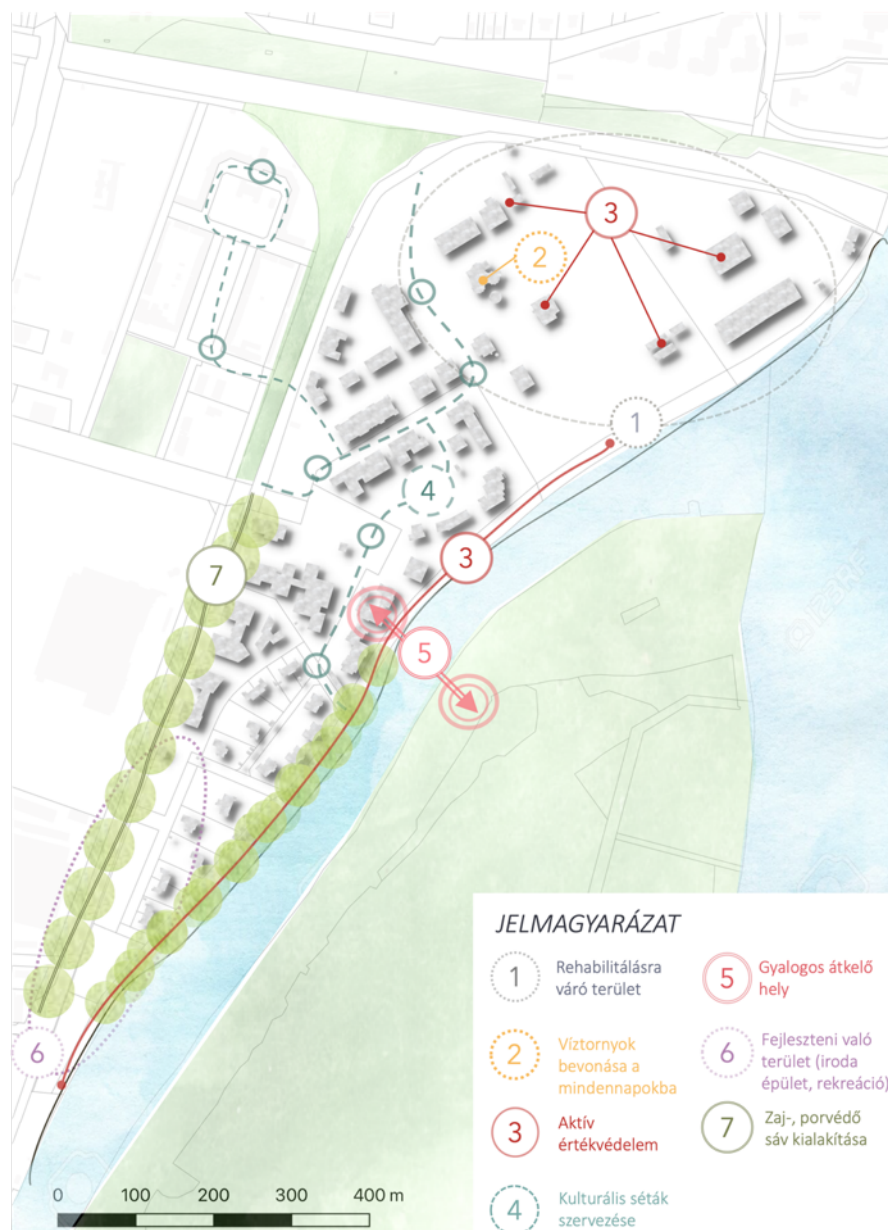 3
2
1
4
3
7
5
6
0 100 200 300 400 m
JELMAGYARÁZAT
1 Rehabilitálásra
váró terület
2 Víztornyok
bevonása a
mindennapokba
3 Aktív
értékvédelem
4 Kulturális séták
szervezése
5 Gyalogos átkelő
hely
6 Fejleszteni való
terület (iroda
épület, rekreáció)
7 Zaj-, porvédő
sáv kialakítása